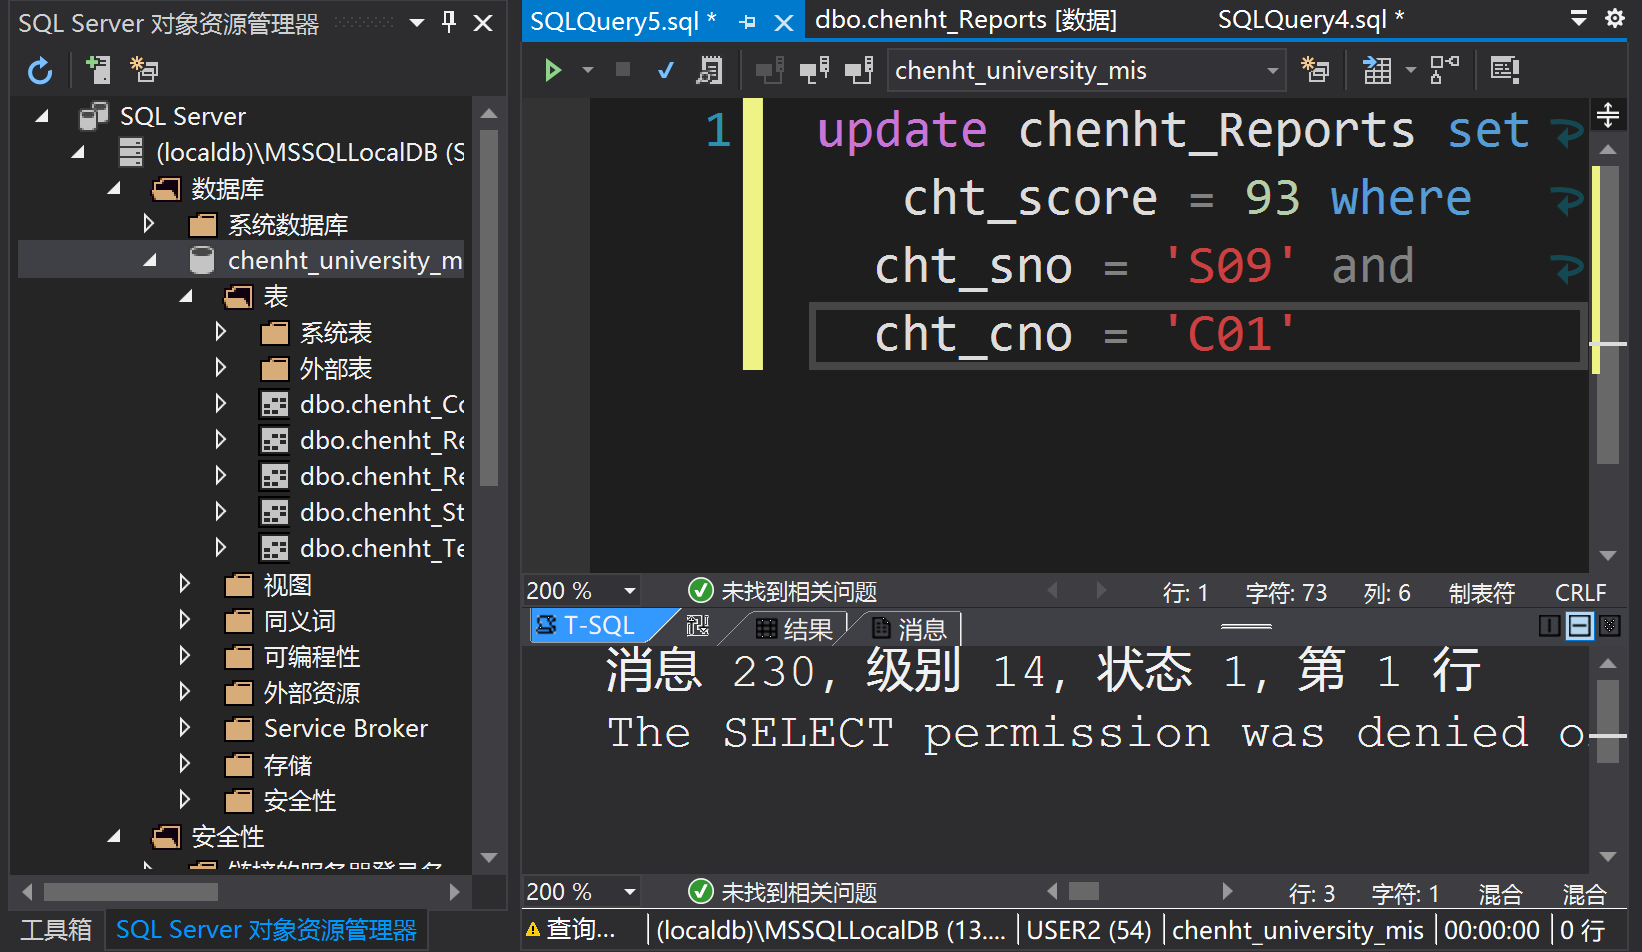 SQL Server 对象资源管理器
SQL Server
(localdb)\MSSQLLocalDB (S
数据库
系统数据库
chenht_university_m
表
系统表
外部表
dbo.chenht_Co
dbo.chenht_Re
dbo.chenht_Re
dbo.chenht_St
dbo.chenht_Te
视图
同义词
可编程性
外部资源
Service Broker
存储
安全性
安全性
工具箱
SQL Server 对象资源管理器
SQLQuery5.sql *
dbo.chenht_Reports [数据]
SQLQuery4.sql *
chenht_university_mis
1
update chenht_Reports set
cht_score = 93 where
cht_sno = 'S09' and
cht_cno = 'C01'
200 %
未找到相关问题
行: 1
字符: 73
列: 6
制表符
CRLF
T-SQL
结果
消息
消息 230, 级别 14, 状态 1, 第 1 行
The SELECT permission was denied o
200 %
未找到相关问题
行: 3
字符: 1
混合
混合
查询...
(localdb)\MSSQLLocalDB (13....
USER2 (54)
chenht_university_mis
00:00:00
0 行